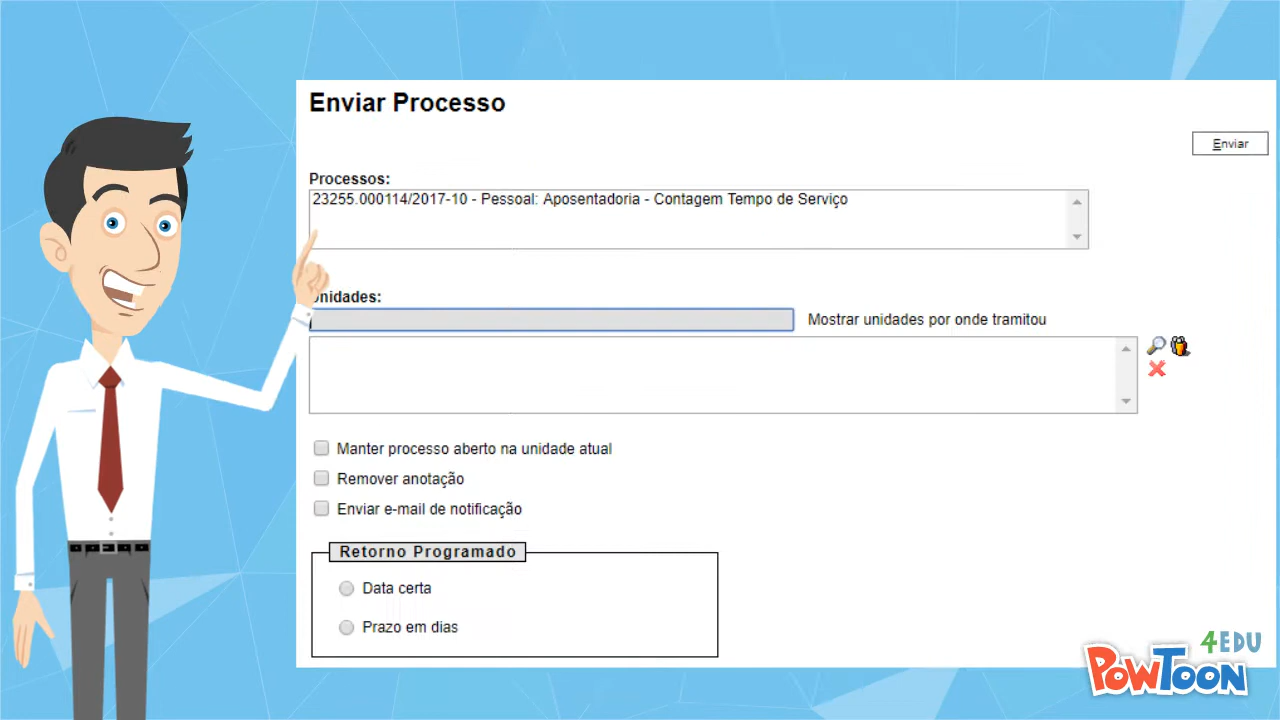 Enviar Processo
Enviar
Processos:
23255.000114/2017-10 - Pessoal: Aposentadoria - Contagem Tempo de Serviço
nidades:
Mostrar unidades por onde tramitou
Manter processo aberto na unidade atual
Remover anotação
Enviar e-mail de notificação
Retorno Programado
Data certa
Prazo em dias
4EDU
POWTOON